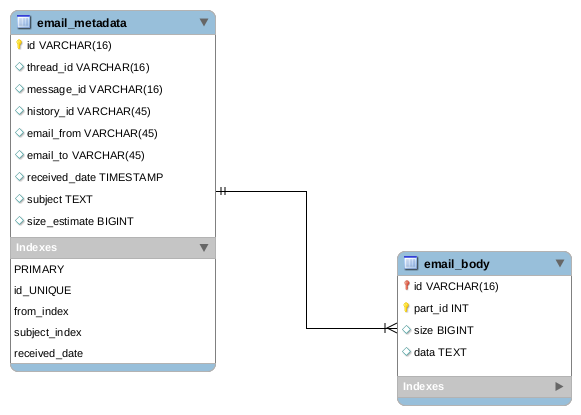 email_metadata
id VARCHAR(16)
thread_id VARCHAR(16)
message_id VARCHAR(16)
history_id VARCHAR(45)
email_from VARCHAR(45)
email_to VARCHAR(45)
received_date TIMESTAMP
subject TEXT
size_estimate BIGINT
Indexes
PRIMARY
id_UNIQUE
from_index
subject_index
received_date
email_body
id VARCHAR(16)
part_id INT
size BIGINT
data TEXT
Indexes